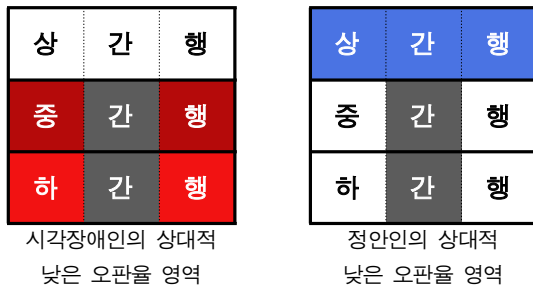 상 간 행
중 간 행
하 간 행
시각장애인의 상대적
낮은 오판율 영역
상 간 행
중 간 행
하 간 행
정안인의 상대적
낮은 오판율 영역